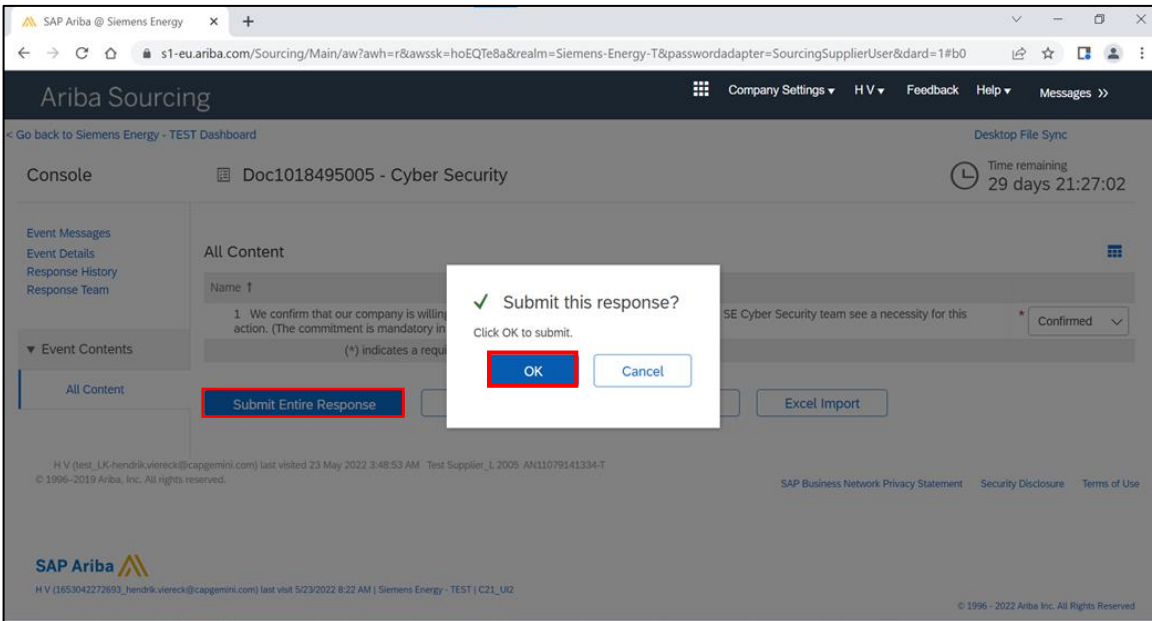 SAP Ariba @ Siemens Energy
s1-eu.ariba.com/Sourcing/Main/aw?awh=r&awssk=hoEQTe8a&realm=Siemens-Energy-T&passwordadapter=SourcingSupplierUser&dard=1#b0
Ariba Sourcing
Company Settings ▾ H V ▾ Feedback Help ▾ Messages >>
< Go back to Siemens Energy - TEST Dashboard
Desktop File Sync
Console
Doc1018495005 - Cyber Security
Time remaining
29 days 21:27:02
Event Messages
Event Details
Response History
Response Team
▼ Event Contents
All Content
All Content
Name ↑
1 We confirm that our company is willing
SE Cyber Security team see a necessity for this
action. (The commitment is mandatory in
* Confirmed
(*) indicates a requi
Submit this response?
Click OK to submit.
OK Cancel
Submit Entire Response
Excel Import
H V (test_LK-hendrik.viereck@capgemini.com) last visited 23 May 2022 3:48:53 AM Test Supplier_L 2005 AN11079141334-T
© 1996–2019 Ariba, Inc. All rights reserved.
SAP Business Network Privacy Statement Security Disclosure Terms of Use
SAP Ariba
H V (1653042272693_hendrik.viereck@capgemini.com) last visit 5/23/2022 8:22 AM | Siemens Energy - TEST | C21_UI2
© 1996 - 2022 Ariba Inc. All Rights Reserved